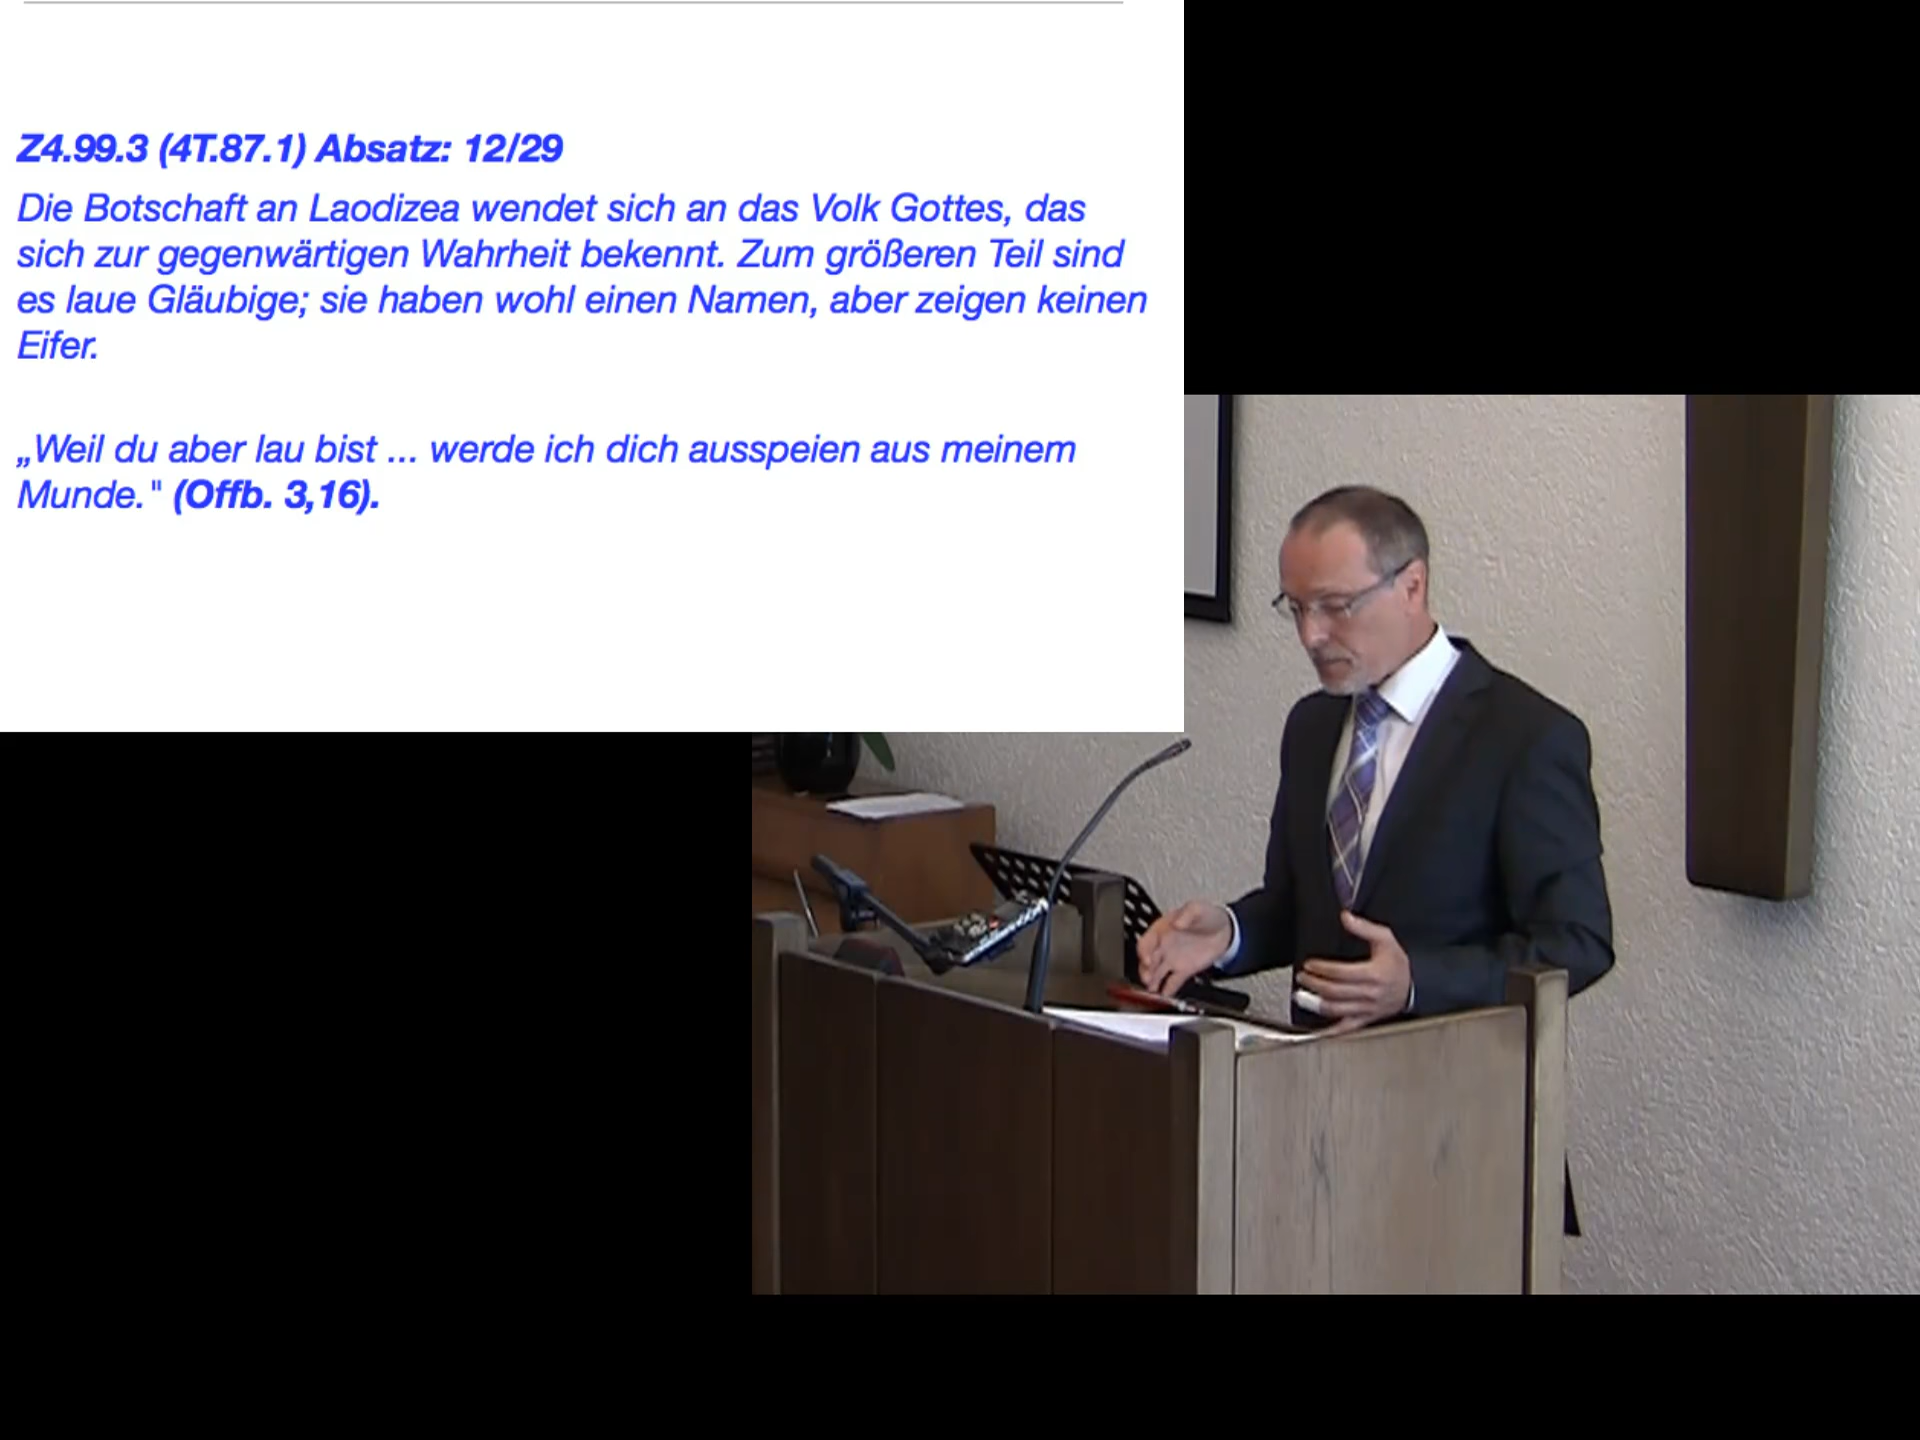 Z4.99.3 (4T.87.1) Absatz: 12/29
Die Botschaft an Laodizea wendet sich an das Volk Gottes, das
sich zur gegenwärtigen Wahrheit bekennt. Zum größeren Teil sind
es laue Gläubige; sie haben wohl einen Namen, aber zeigen keinen
Eifer.
„Weil du aber lau bist ... werde ich dich ausspeien aus meinem
Munde." (Offb. 3,16).